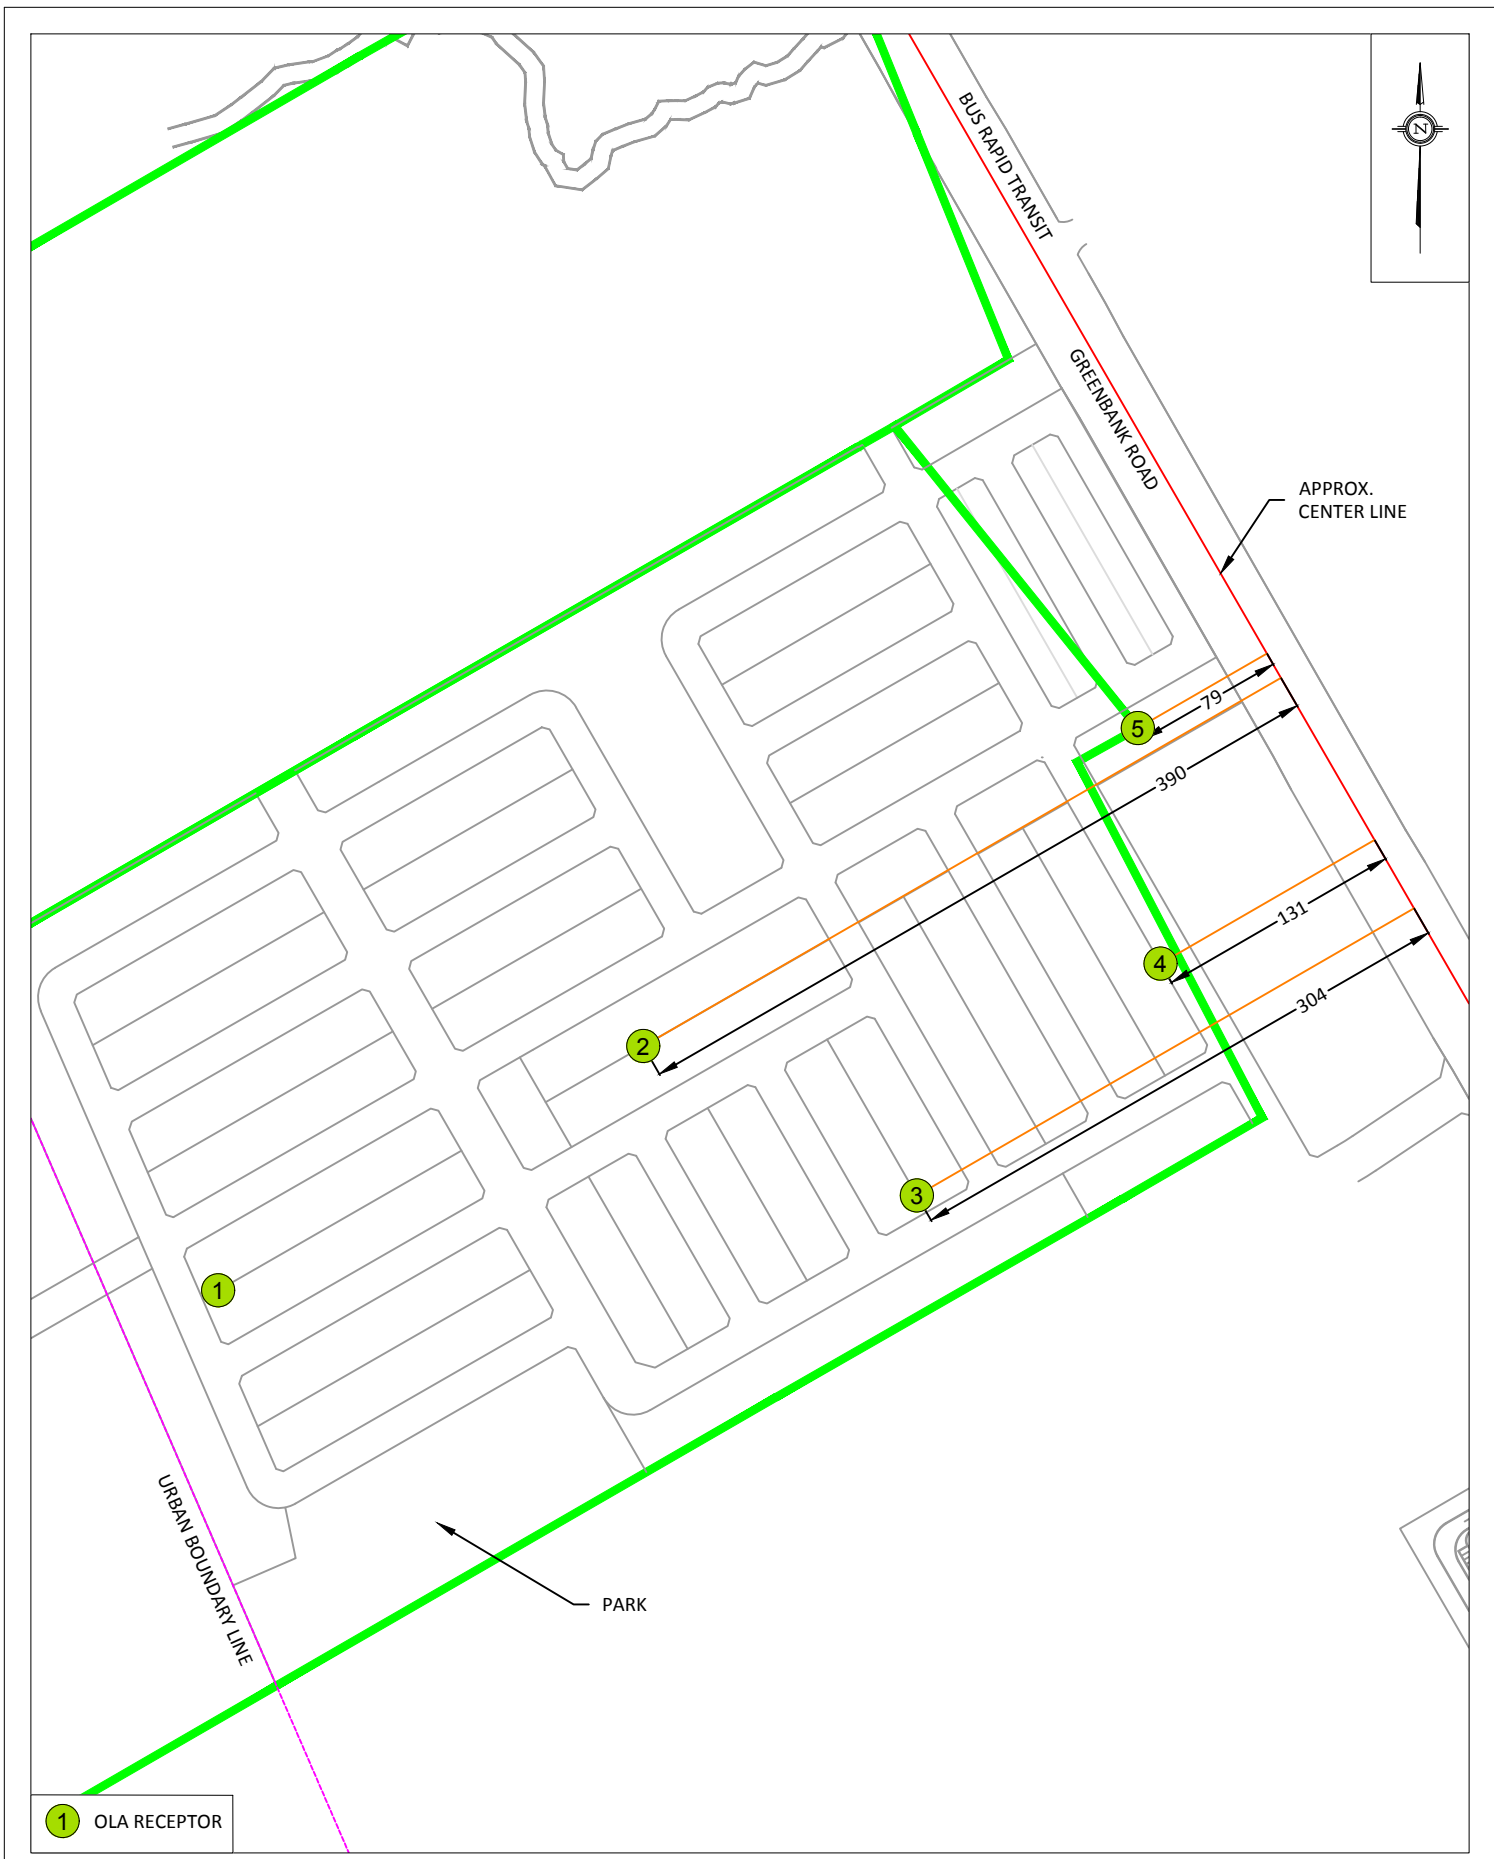 BUS RAPID TRANSIT
N
GREENBANK ROAD
APPROX.
CENTER LINE
79
5
390
131
4
304
2
3
1
URBAN BOUNDARY LINE
PARK
1 OLA RECEPTOR